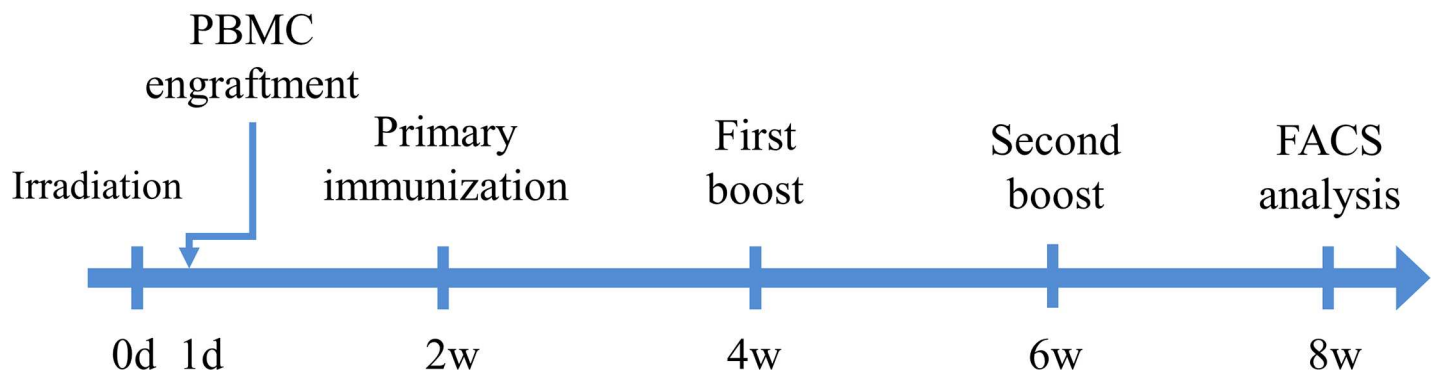 PBMC
engraftment
Irradiation
Primary
immunization
First
boost
Second
boost
FACS
analysis
0d 1d 2w 4w 6w 8w